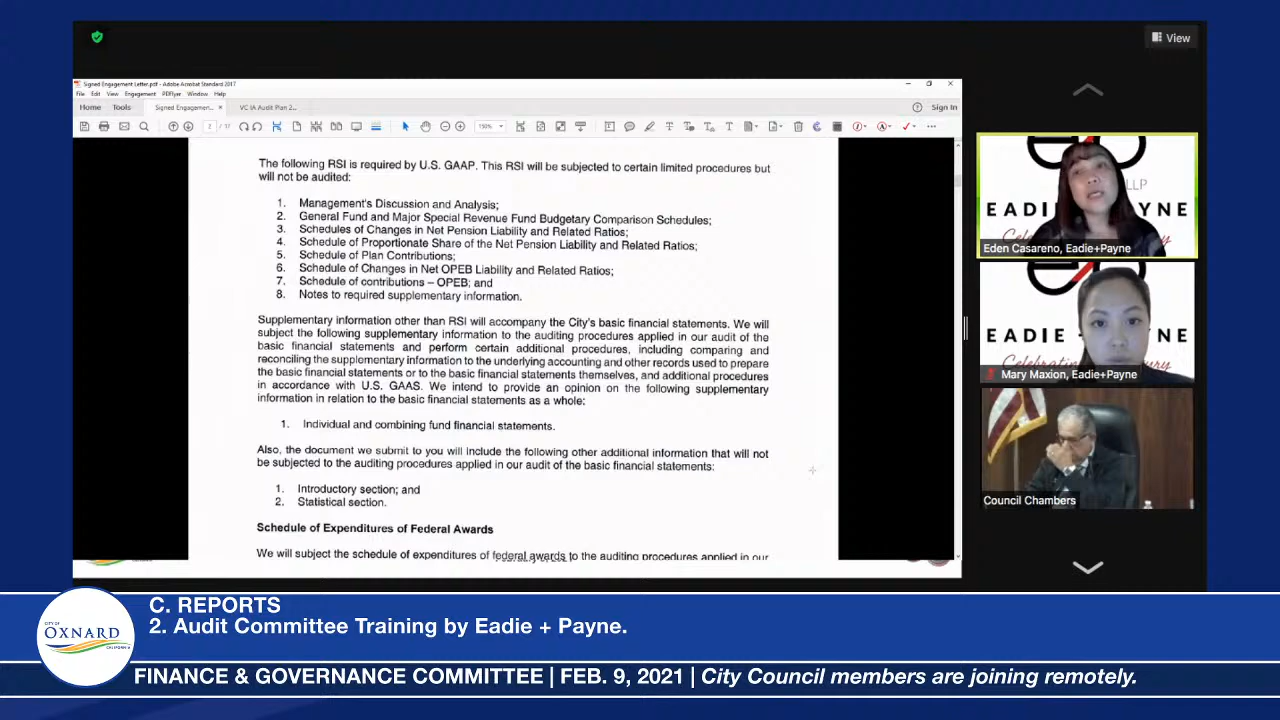 View
Signed Engagement Letter.pdf - Adobe Acrobat Standard 2017
File Edit View Engagement PDFlyer Window Help
Home Tools Signed Engagemen... × VC IA Audit Plan 2... Sign In
2 / 17 150%
The following RSI is required by U.S. GAAP. This RSI will be subjected to certain limited procedures but
will not be audited:
1. Management's Discussion and Analysis;
2. General Fund and Major Special Revenue Fund Budgetary Comparison Schedules;
3. Schedules of Changes in Net Pension Liability and Related Ratios;
4. Schedule of Proportionate Share of the Net Pension Liability and Related Ratios;
5. Schedule of Plan Contributions;
6. Schedule of Changes in Net OPEB Liability and Related Ratios;
7. Schedule of contributions – OPEB; and
8. Notes to required supplementary information.
Supplementary information other than RSI will accompany the City's basic financial statements. We will
subject the following supplementary information to the auditing procedures applied in our audit of the
basic financial statements and perform certain additional procedures, including comparing and
reconciling the supplementary information to the underlying accounting and other records used to prepare
the basic financial statements or to the basic financial statements themselves, and additional procedures
in accordance with U.S. GAAS. We intend to provide an opinion on the following supplementary
information in relation to the basic financial statements as a whole:
1. Individual and combining fund financial statements.
Also, the document we submit to you will include the following other additional information that will not
be subjected to the auditing procedures applied in our audit of the basic financial statements:
1. Introductory section; and
2. Statistical section.
Schedule of Expenditures of Federal Awards
We will subject the schedule of expenditures of federal awards to the auditing procedures applied in our
LLP
EADIE YNE
Eden Casareno, Eadie+Payne
EADIE AYNE
Mary Maxion, Eadie+Payne
Council Chambers
CITY OF
OXNARD
CALIFORNIA
C. REPORTS
2. Audit Committee Training by Eadie + Payne.
FINANCE & GOVERNANCE COMMITTEE | FEB. 9, 2021 | City Council members are joining remotely.